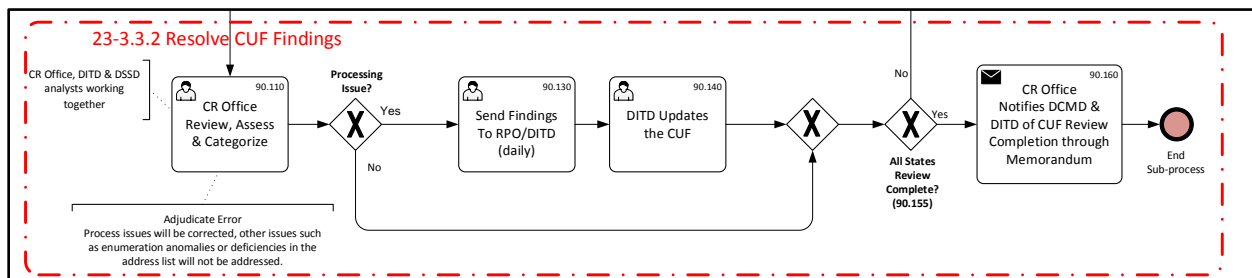 23-3.3.2 Resolve CUF Findings
CR Office, DITD & DSSD
analysts working
together
90.110
CR Office
Review, Assess
& Categorize
Processing
Issue?
X
Yes
No
90.130
Send Findings
To RPO/DITD
(daily)
90.140
DITD Updates
the CUF
X
No
X
Yes
All States
Review
Complete?
(90.155)
90.160
CR Office
Notifies DCMD &
DITD of CUF Review
Completion through
Memorandum
End
Sub-process
Adjudicate Error
Process issues will be corrected, other issues such
as enumeration anomalies or deficiencies in the
address list will not be addressed.